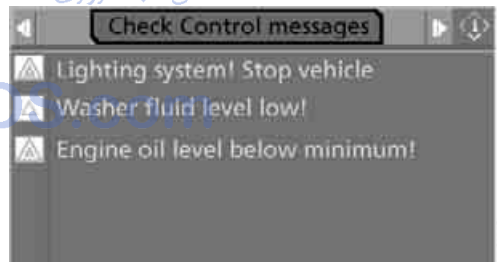 Check Control messages
Lighting system! Stop vehicle
Washer fluid level low!
Engine oil level below minimum!